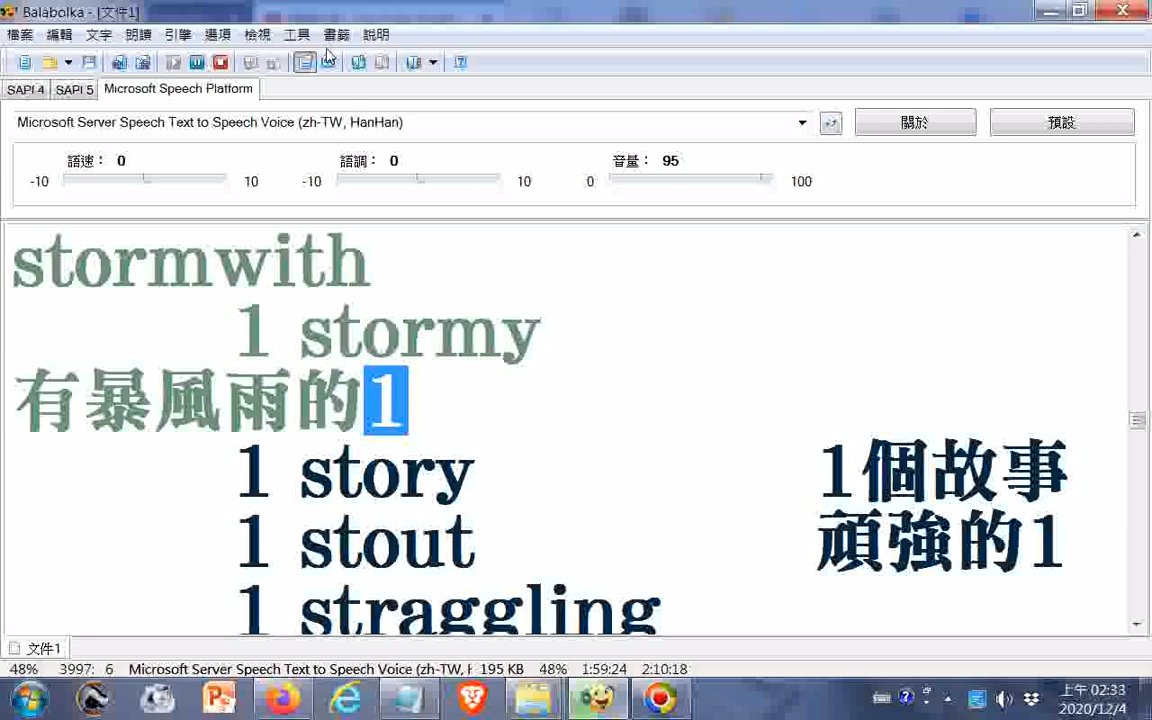 Balabolka - [文件1]
檔案 編輯 文字 朗讀 引擎 選項 檢視 工具 書籤 說明
SAPI 4 SAPI 5 Microsoft Speech Platform
Microsoft Server Speech Text to Speech Voice (zh-TW, HanHan) 關於 預設
語速： 0 語調： 0 音量： 95
-10 10 -10 10 0 100
stormwith
1 stormy
有暴風雨的1
1 story 1個故事
1 stout 頑強的1
1 straggling
文件1
48% 3997: 6 Microsoft Server Speech Text to Speech Voice (zh-TW, H 195 KB 48% 1:59:24 2:10:18
上午 02:33
2020/12/4